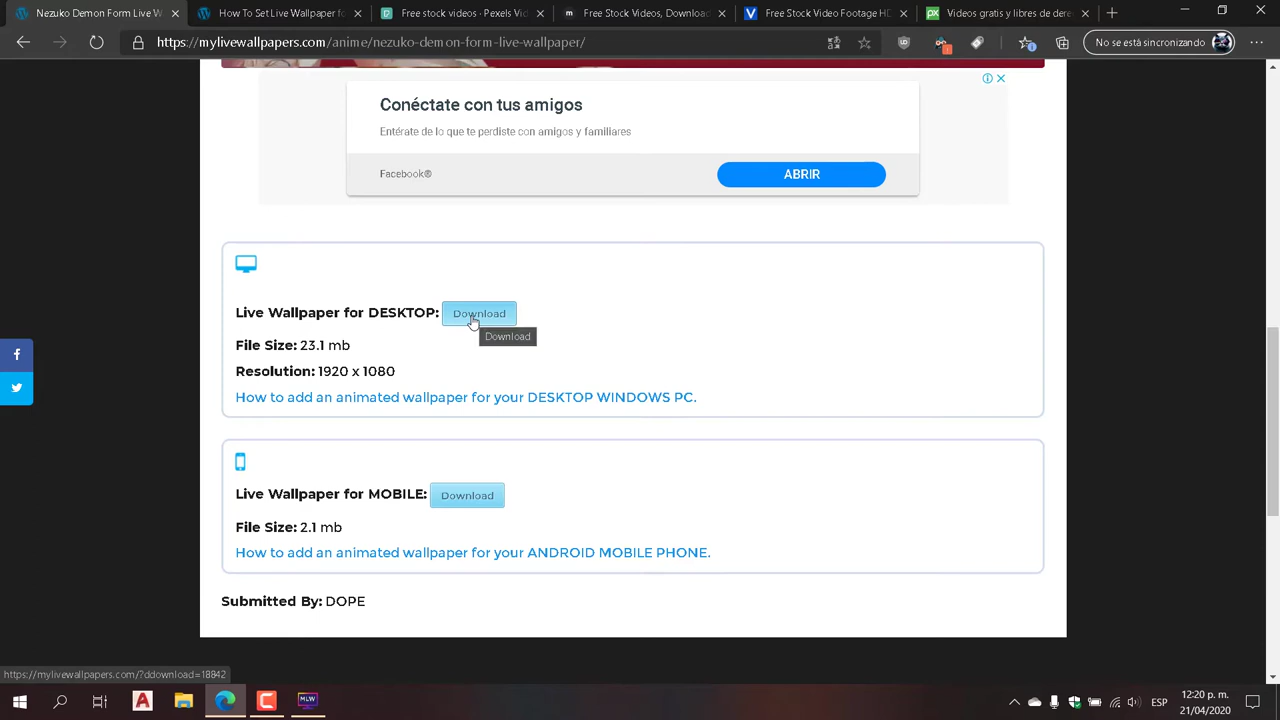 Nezuko Demon Form Live W
How To Set Live Wallpaper fo
Free stock videos - Pexels Vid
Free Stock Videos, Download
Free Stock Video Footage HD
Videos gratis y libres de dere
https://mylivewallpapers.com/anime/nezuko-demon-form-live-wallpaper/
No se está sincronizando
Conéctate con tus amigos
Entérate de lo que te perdiste con amigos y familiares
Facebook®
ABRIR
Live Wallpaper for DESKTOP: Download
Download
File Size: 23.1 mb
Resolution: 1920 x 1080
How to add an animated wallpaper for your DESKTOP WINDOWS PC.
Live Wallpaper for MOBILE: Download
File Size: 2.1 mb
How to add an animated wallpaper for your ANDROID MOBILE PHONE.
Submitted By: DOPE
https://mylivewallpapers.com/?ddownload=18842
MLW
ESP
12:20 p. m.
21/04/2020